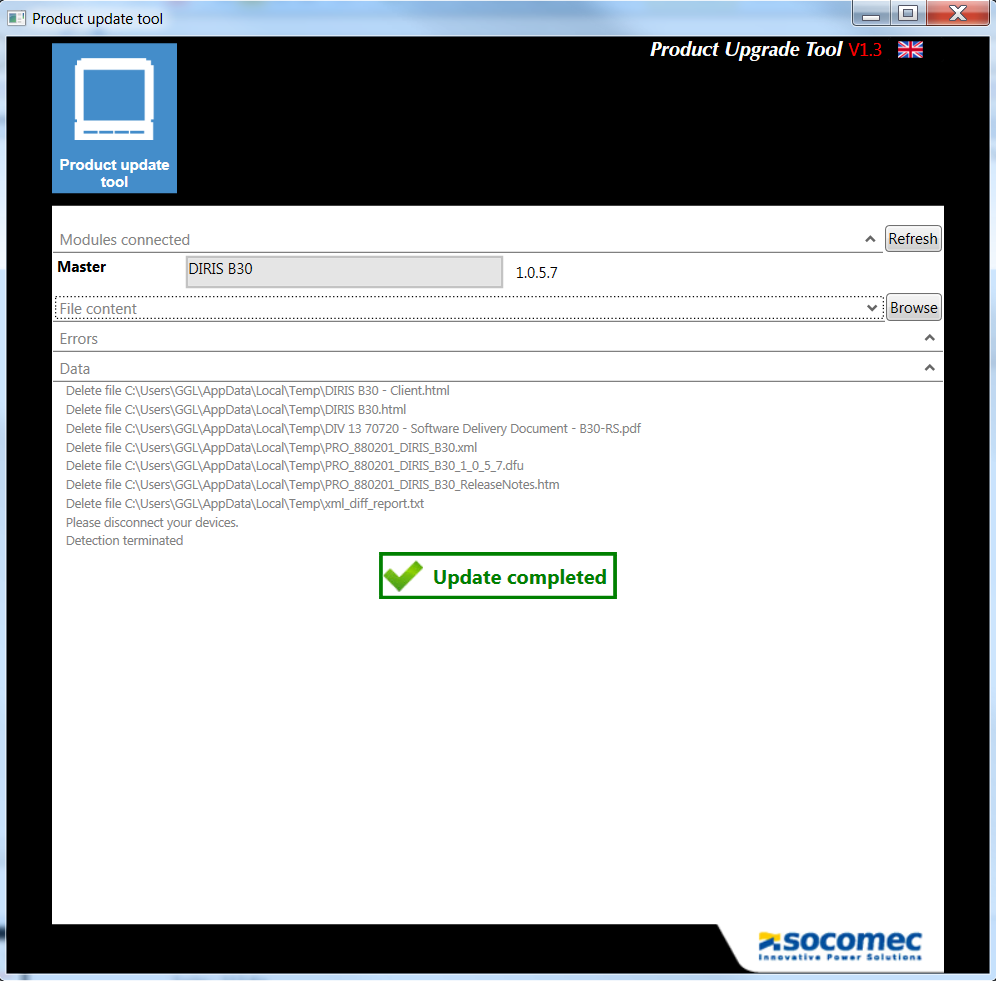 Product update tool
Product Upgrade Tool V1.3
Product update
tool
Modules connected
Refresh
Master
DIRIS B30
1.0.5.7
File content
Browse
Errors
Data
Delete file C:\Users\GGL\AppData\Local\Temp\DIRIS B30 - Client.html
Delete file C:\Users\GGL\AppData\Local\Temp\DIRIS B30.html
Delete file C:\Users\GGL\AppData\Local\Temp\DIV 13 70720 - Software Delivery Document - B30-RS.pdf
Delete file C:\Users\GGL\AppData\Local\Temp\PRO_880201_DIRIS_B30.xml
Delete file C:\Users\GGL\AppData\Local\Temp\PRO_880201_DIRIS_B30_1_0_5_7.dfu
Delete file C:\Users\GGL\AppData\Local\Temp\PRO_880201_DIRIS_B30_ReleaseNotes.htm
Delete file C:\Users\GGL\AppData\Local\Temp\xml_diff_report.txt
Please disconnect your devices.
Detection terminated
Update completed
socomec
Innovative Power Solutions